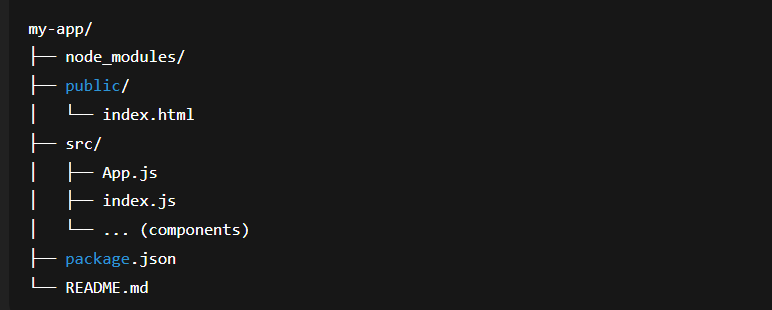 my-app/
├── node_modules/
├── public/
│   └── index.html
├── src/
│   ├── App.js
│   ├── index.js
│   └── ... (components)
├── package.json
└── README.md